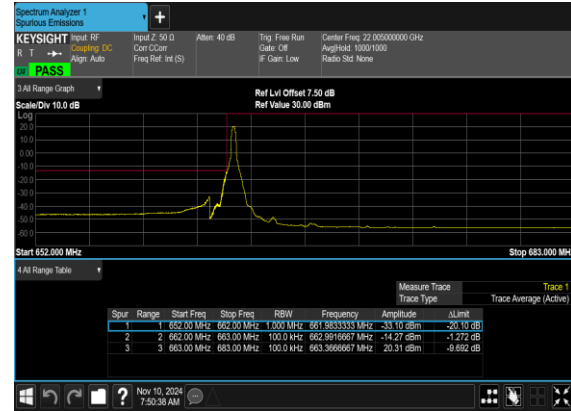 Spectrum Analyzer 1
Spurious Emissions
+
KEYSIGHT Input: RF Input Z: 50 Ω Atten: 40 dB Trig: Free Run Center Freq: 22.005000000 GHz
R T Coupling: DC Corr CCorr Gate: Off Avg|Hold: 1000/1000
Align: Auto Freq Ref: Int (S) IF Gain: Low Radio Std: None
PASS
3 All Range Graph
Ref Lvl Offset 7.50 dB
Scale/Div 10.0 dB Ref Value 30.00 dBm
Log
20.0
10.0
0.00
-10.0
-20.0
-30.0
-40.0
-50.0
-60.0
Start 652.000 MHz Stop 683.000 MH
4 All Range Table
Measure Trace Trace 1
Trace Type Trace Average (Active)
Spur Range Start Freq Stop Freq RBW Frequency Amplitude ΔLimit
1 1 652.00 MHz 662.00 MHz 1.000 MHz 661.9833333 MHz -33.10 dBm -20.10 dB
2 2 662.00 MHz 663.00 MHz 100.0 kHz 662.9916667 MHz -14.27 dBm -1.272 dB
3 3 663.00 MHz 683.00 MHz 100.0 kHz 663.3666667 MHz 20.31 dBm -9.692 dB
? Nov 10, 2024
7:50:38 AM